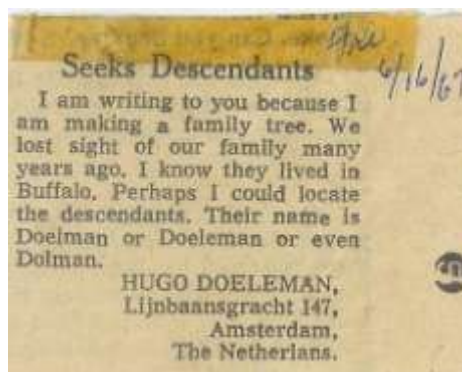 6/16/67
Seeks Descendants
I am writing to you because I
am making a family tree. We
lost sight of our family many
years ago. I know they lived in
Buffalo. Perhaps I could locate
the descendants. Their name is
Doelman or Doeleman or even
Dolman.
HUGO DOELEMAN,
Lijnbaansgracht 147,
Amsterdam,
The Netherlans.